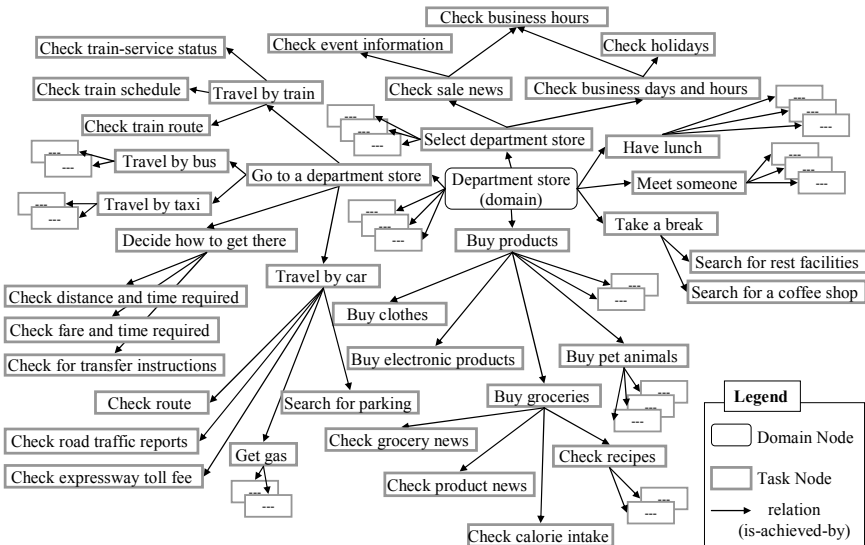 Check business hours
Check train-service status
Check event information
Check holidays
Check train schedule
Travel by train
Check sale news
Check business days and hours
---
---
---
Check train route
---
---
---
Select department store
Have lunch
---
---
Travel by bus
Go to a department store
Department store
(domain)
Meet someone
---
---
---
---
---
Travel by taxi
---
---
---
Take a break
Decide how to get there
Buy products
Travel by car
Search for rest facilities
---
---
Search for a coffee shop
Check distance and time required
Buy clothes
Check fare and time required
Check for transfer instructions
Buy electronic products
Buy pet animals
Check route
Search for parking
Buy groceries
---
---
---
Legend
Domain Node
Check road traffic reports
Check grocery news
Get gas
Check recipes
Check expressway toll fee
Check product news
Task Node
---
---
---
---
relation
(is-achieved-by)
Check calorie intake